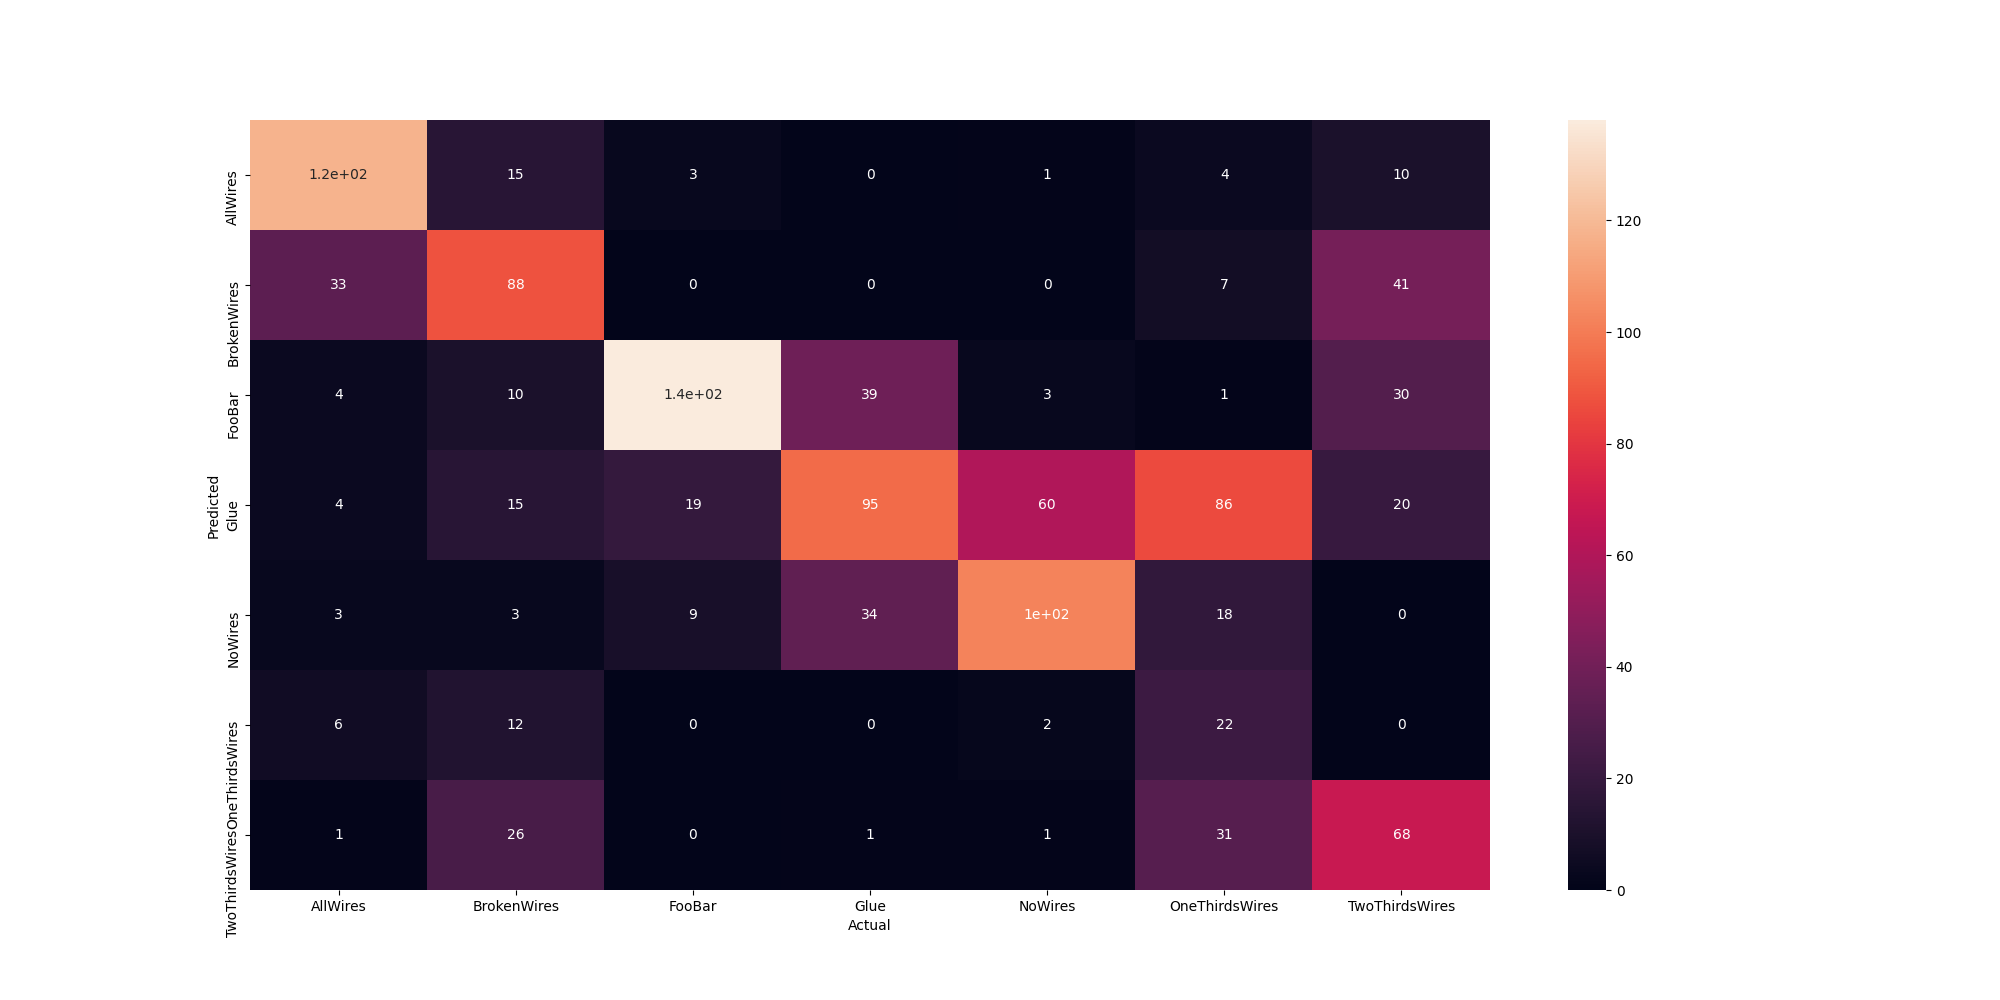 AllWires 1.2e+02 15 3 0 1 4 10
BrokenWires 33 88 0 0 0 7 41
FooBar 4 10 1.4e+02 39 3 1 30
Glue 4 15 19 95 60 86 20
NoWires 3 3 9 34 1e+02 18 0
OneThirdsWires 6 12 0 0 2 22 0
TwoThirdsWires 1 26 0 1 1 31 68
Predicted
AllWires BrokenWires FooBar Glue NoWires OneThirdsWires TwoThirdsWires
Actual
120
100
80
60
40
20
0